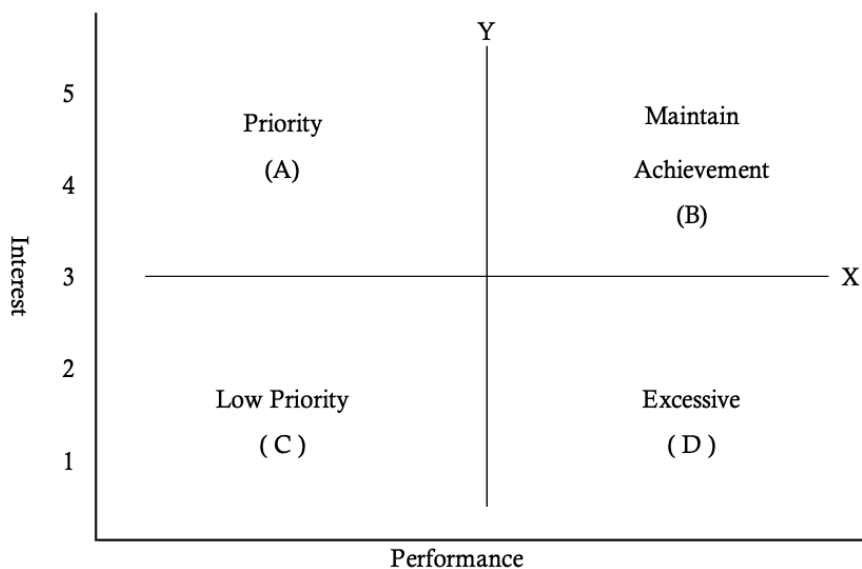 Y
5
Priority
Maintain
(A)
Achievement
4
(B)
Interest
3
X
2
Low Priority
Excessive
( C )
( D )
1
Performance